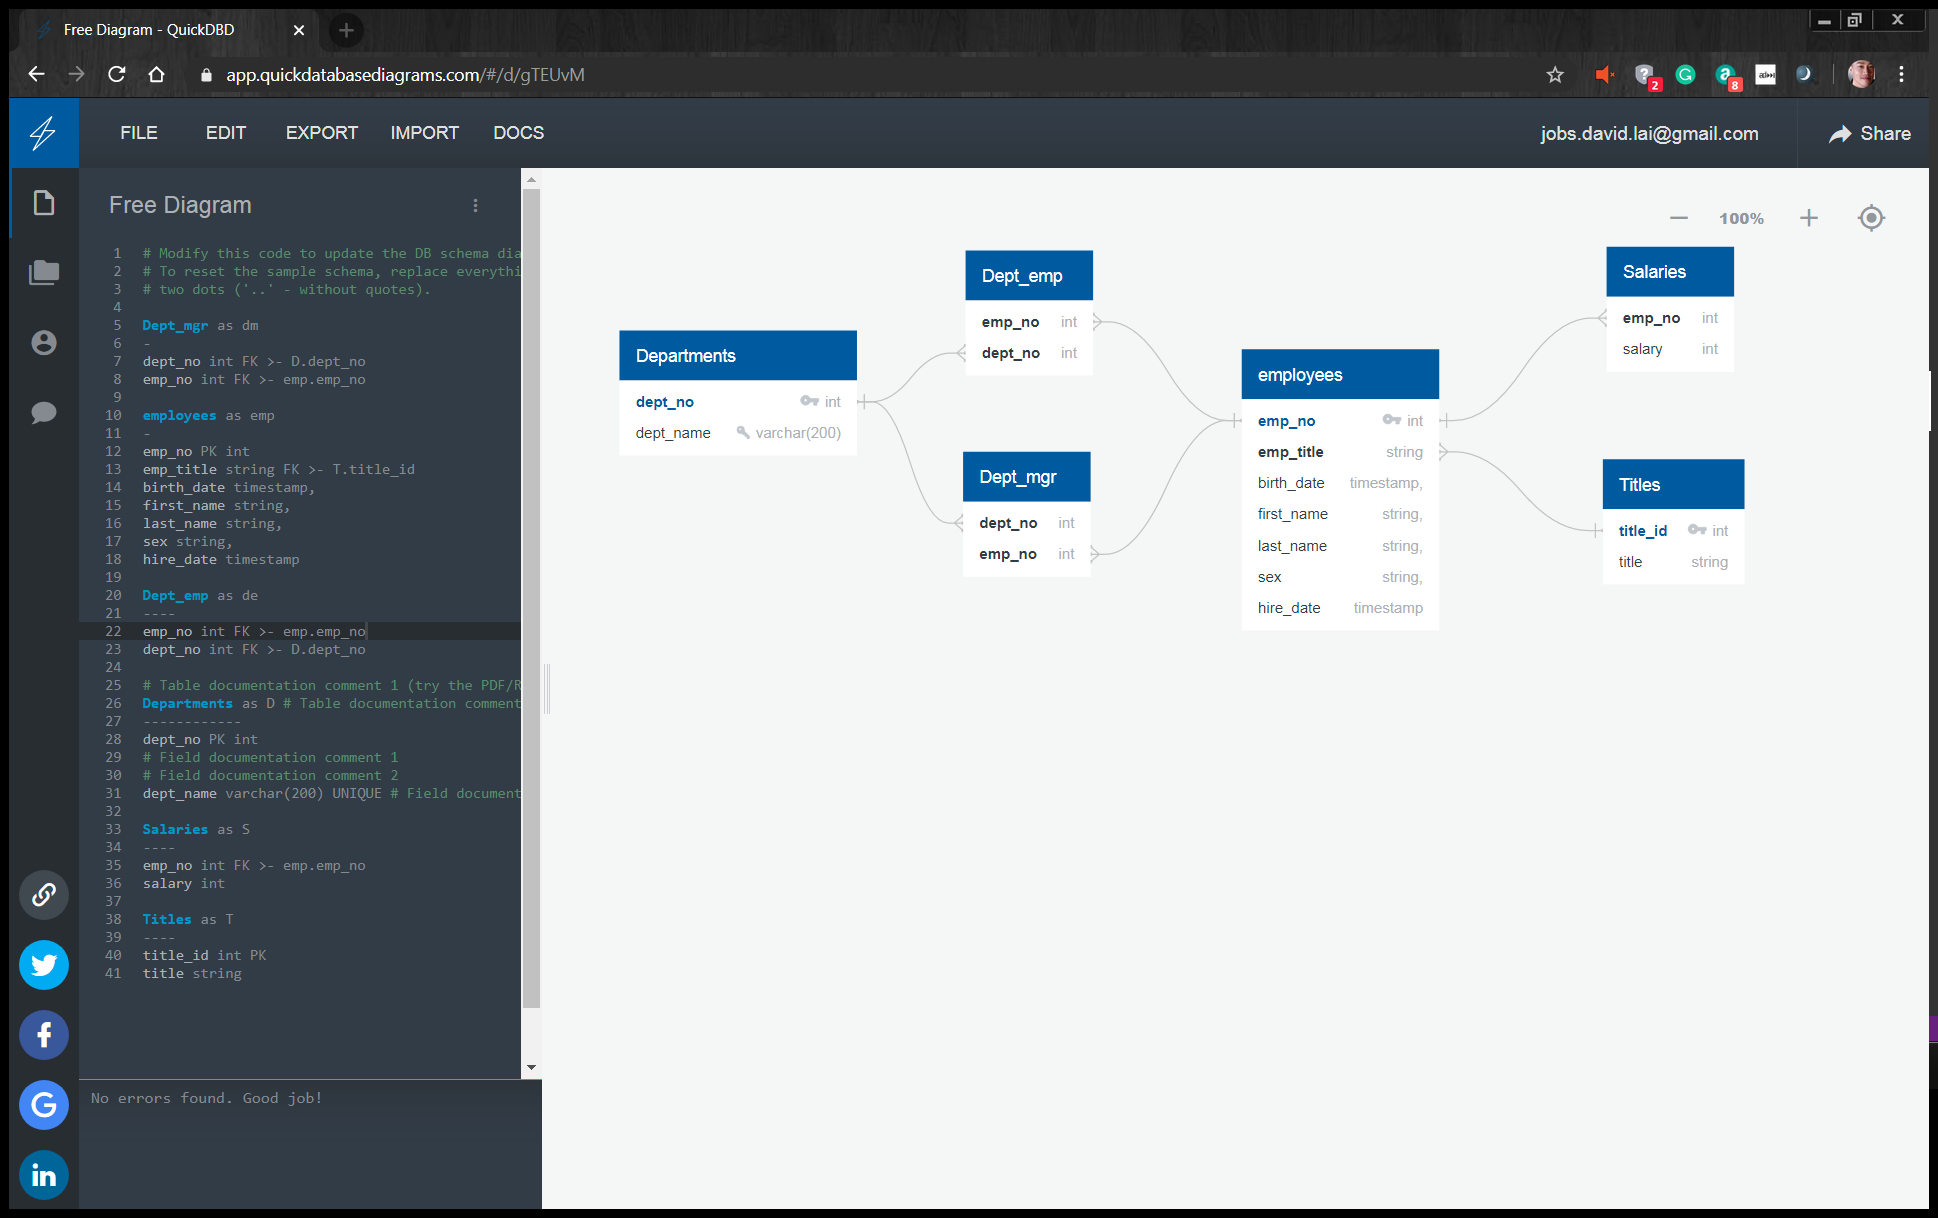 Free Diagram - QuickDBD
app.quickdatabasediagrams.com/#/d/gTEUvM
2
8
FILE EDIT EXPORT IMPORT DOCS
jobs.david.lai@gmail.com
Share
Free Diagram
1 # Modify this code to update the DB schema dia
2 # To reset the sample schema, replace everythi
3 # two dots ('..' - without quotes).
4
5 Dept_mgr as dm
6 -
7 dept_no int FK >- D.dept_no
8 emp_no int FK >- emp.emp_no
9
10 employees as emp
11 -
12 emp_no PK int
13 emp_title string FK >- T.title_id
14 birth_date timestamp,
15 first_name string,
16 last_name string,
17 sex string,
18 hire_date timestamp
19
20 Dept_emp as de
21 ----
22 emp_no int FK >- emp.emp_no
23 dept_no int FK >- D.dept_no
24
25 # Table documentation comment 1 (try the PDF/R
26 Departments as D # Table documentation comment
27 ------------
28 dept_no PK int
29 # Field documentation comment 1
30 # Field documentation comment 2
31 dept_name varchar(200) UNIQUE # Field document
32
33 Salaries as S
34 ----
35 emp_no int FK >- emp.emp_no
36 salary int
37
38 Titles as T
39 ----
40 title_id int PK
41 title string
No errors found. Good job!
100%
Departments
dept_no int
dept_name varchar(200)
Dept_emp
emp_no int
dept_no int
Dept_mgr
dept_no int
emp_no int
employees
emp_no int
emp_title string
birth_date timestamp,
first_name string,
last_name string,
sex string,
hire_date timestamp
Salaries
emp_no int
salary int
Titles
title_id int
title string